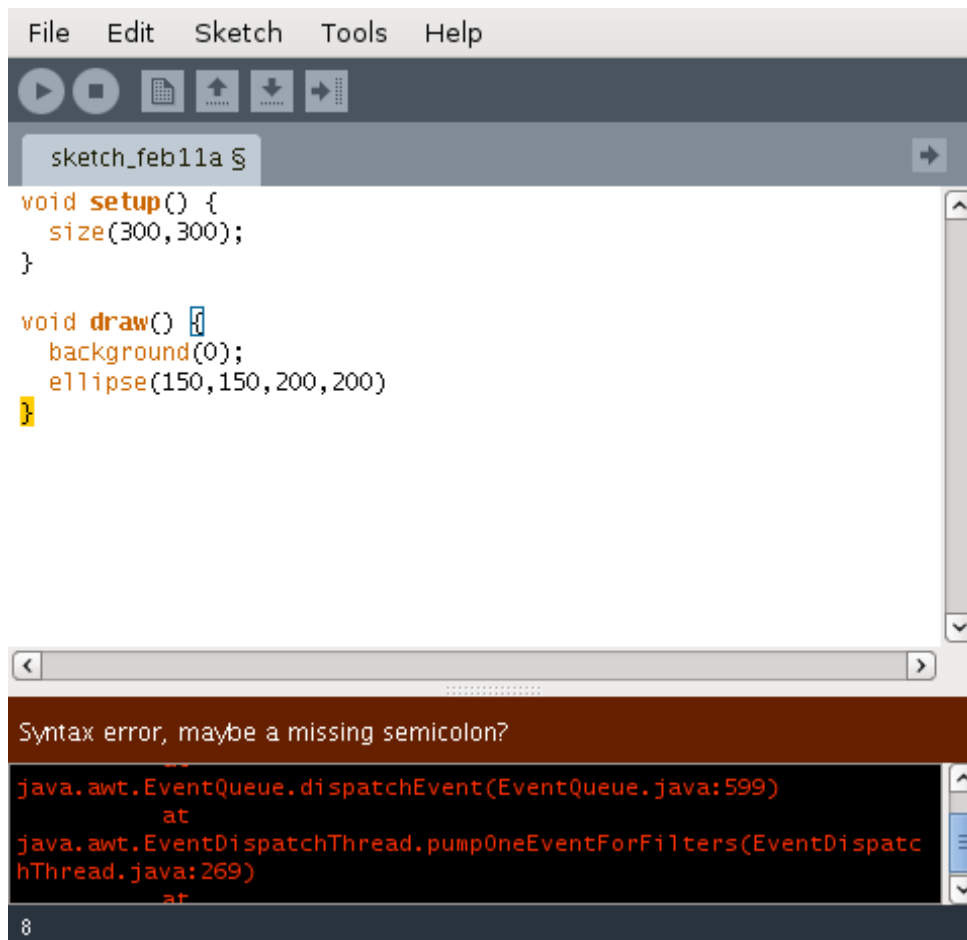 File Edit Sketch Tools Help
sketch_feb11a §
void setup() {
  size(300,300);
}
void draw() {
  background(0);
  ellipse(150,150,200,200)
}
Syntax error, maybe a missing semicolon?
java.awt.EventQueue.dispatchEvent(EventQueue.java:599)
at
java.awt.EventDispatchThread.pumpOneEventForFilters(EventDispatc
hThread.java:269)
at
8